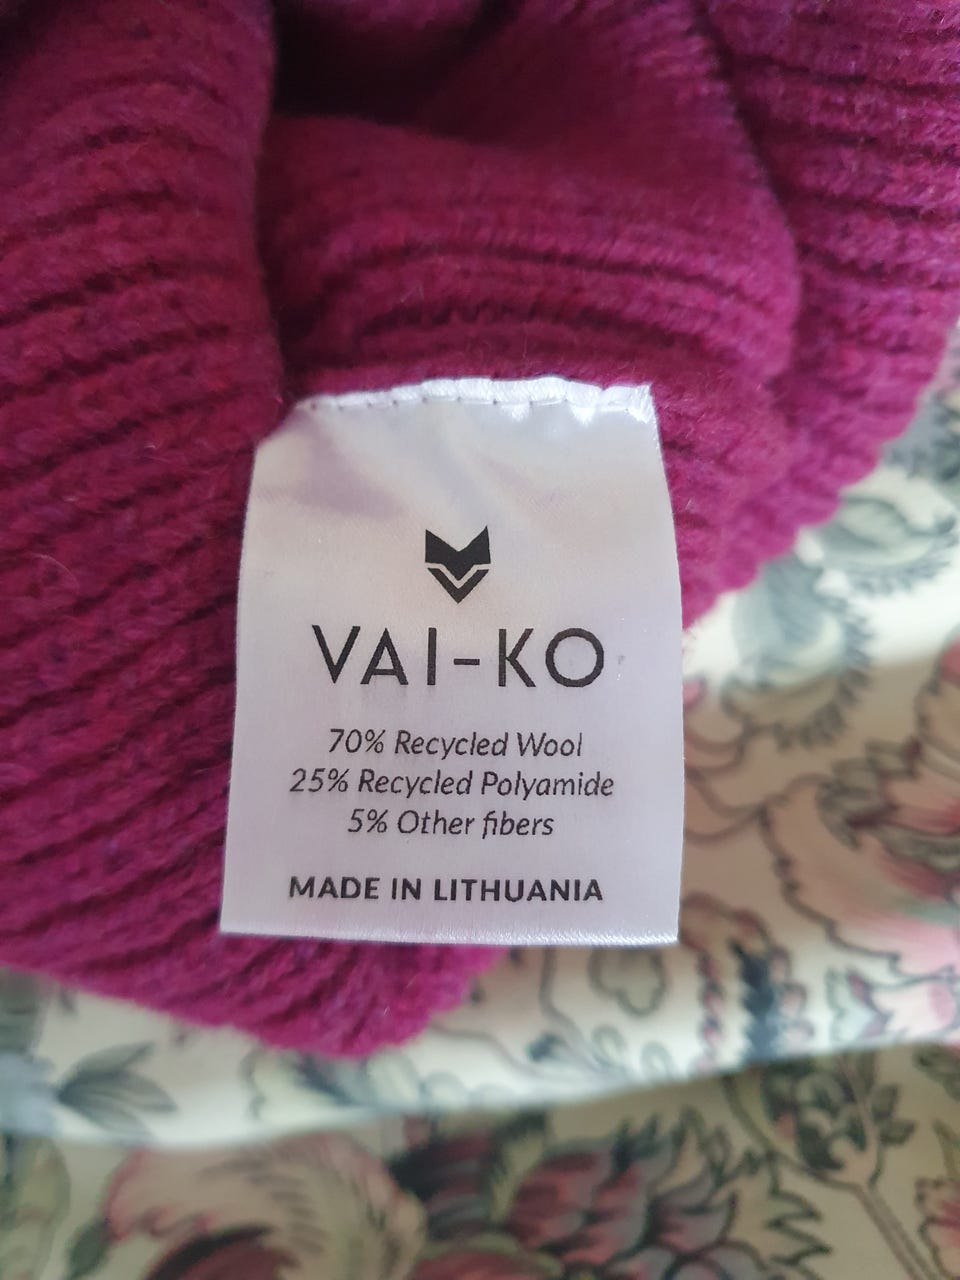 VAI-KO
70% Recycled Wool
25% Recycled Polyamide
5% Other fibers
MADE IN LITHUANIA